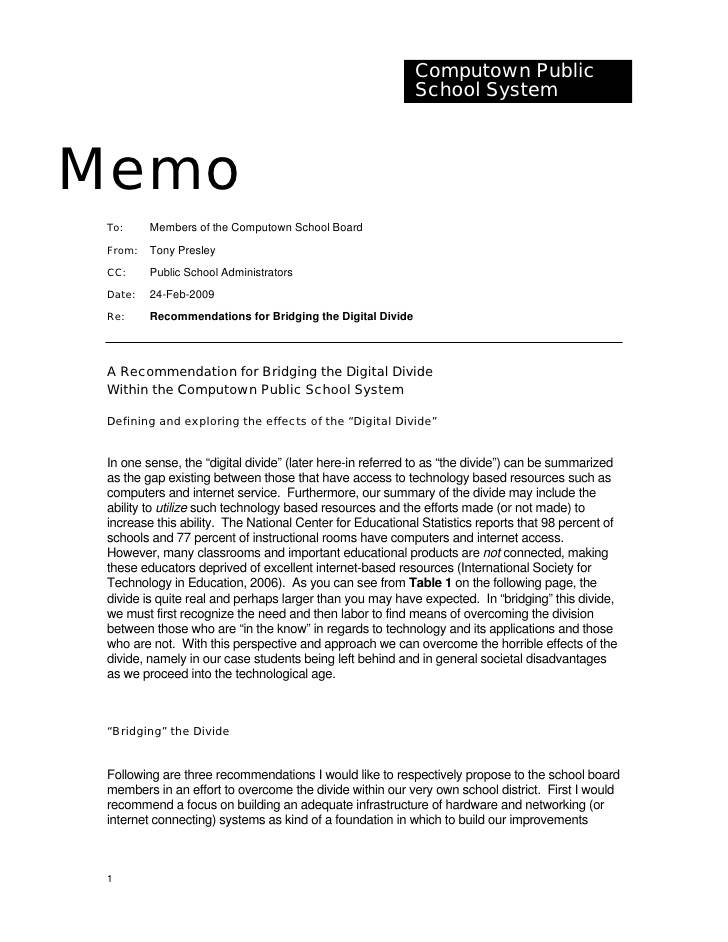 Computown Public
School System
Memo
To: Members of the Computown School Board
From: Tony Presley
CC: Public School Administrators
Date: 24-Feb-2009
Re: Recommendations for Bridging the Digital Divide
A Recommendation for Bridging the Digital Divide
Within the Computown Public School System
Defining and exploring the effects of the “Digital Divide”
In one sense, the “digital divide” (later here-in referred to as “the divide”) can be summarized
as the gap existing between those that have access to technology based resources such as
computers and internet service.  Furthermore, our summary of the divide may include the
ability to utilize such technology based resources and the efforts made (or not made) to
increase this ability.  The National Center for Educational Statistics reports that 98 percent of
schools and 77 percent of instructional rooms have computers and internet access.
However, many classrooms and important educational products are not connected, making
these educators deprived of excellent internet-based resources (International Society for
Technology in Education, 2006).  As you can see from Table 1 on the following page, the
divide is quite real and perhaps larger than you may have expected.  In “bridging” this divide,
we must first recognize the need and then labor to find means of overcoming the division
between those who are “in the know” in regards to technology and its applications and those
who are not.  With this perspective and approach we can overcome the horrible effects of the
divide, namely in our case students being left behind and in general societal disadvantages
as we proceed into the technological age.
“Bridging” the Divide
Following are three recommendations I would like to respectively propose to the school board
members in an effort to overcome the divide within our very own school district.  First I would
recommend a focus on building an adequate infrastructure of hardware and networking (or
internet connecting) systems as kind of a foundation in which to build our improvements
1